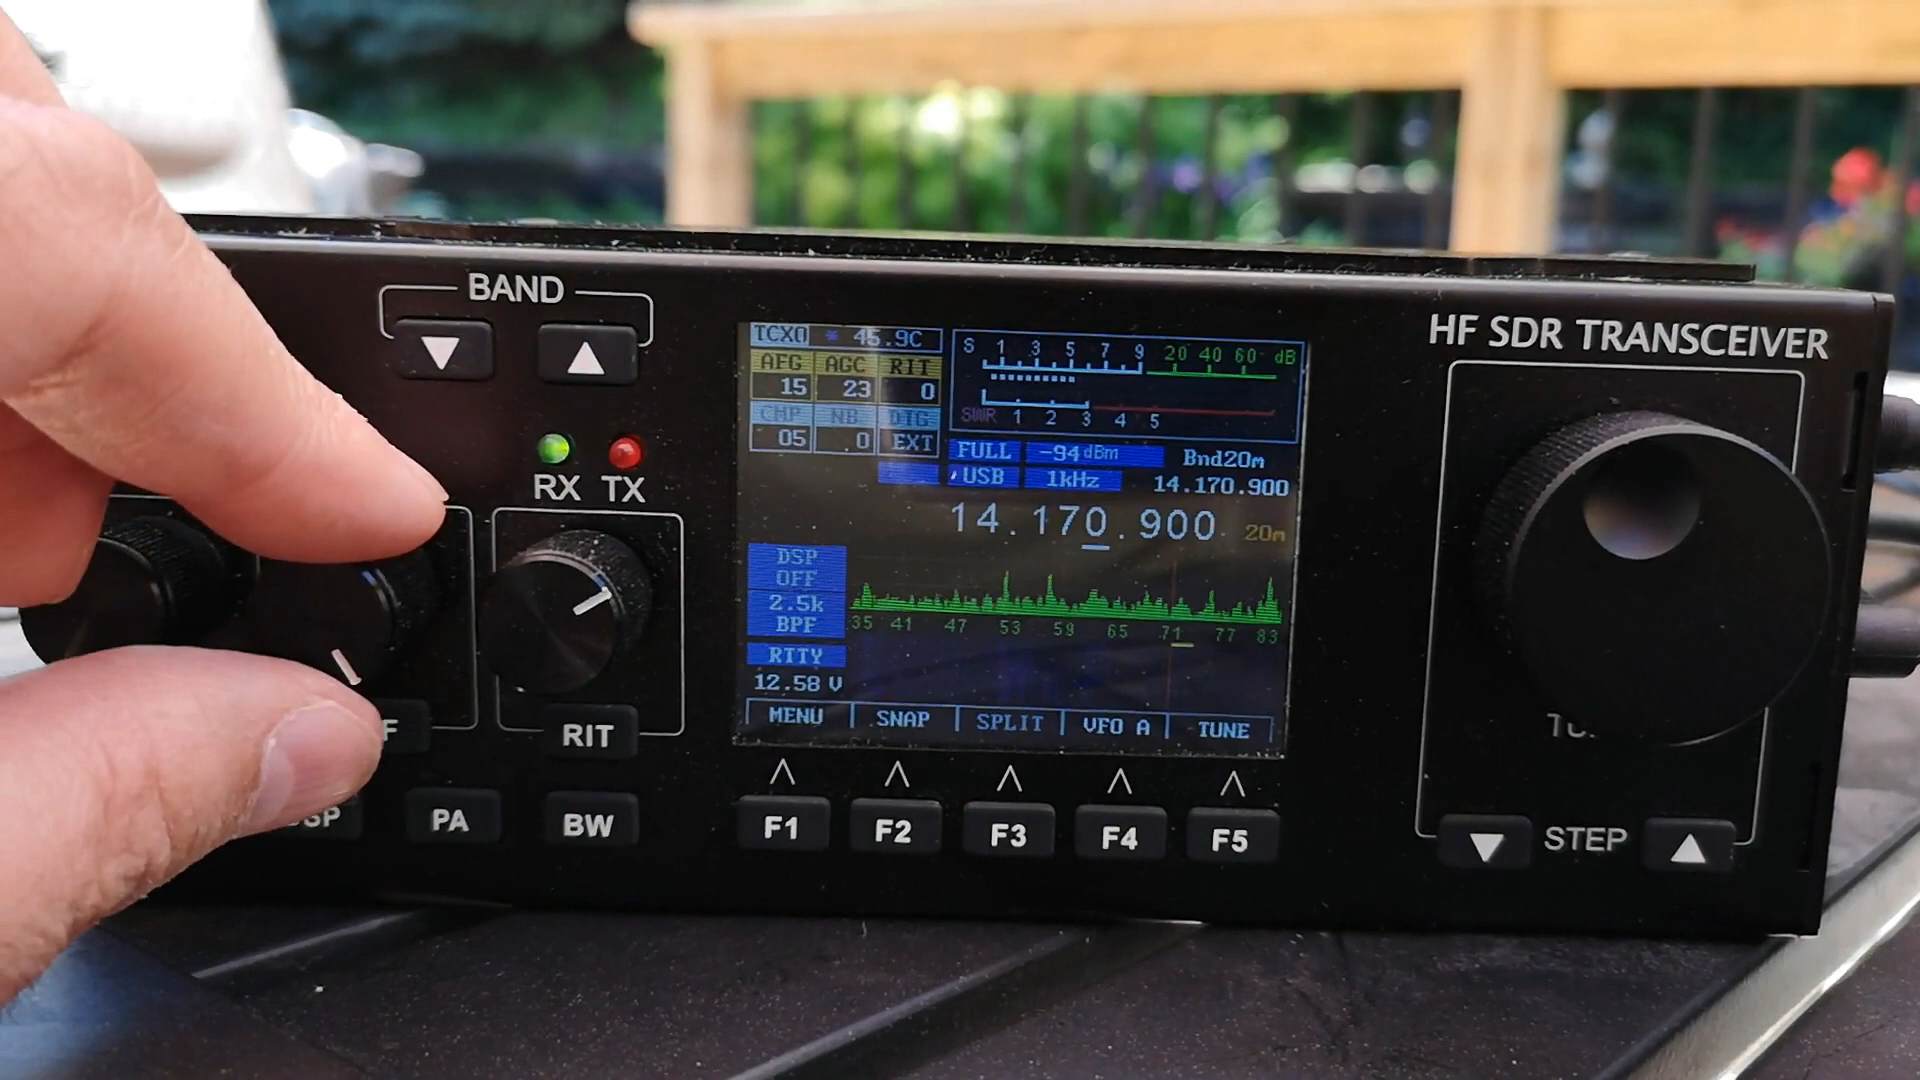 BAND
HF SDR TRANSCEIVER
RX TX
TCXO * 45.9C
AFG AGC RIT
15 23 0
CMP NB DIG
05 0 EXT
S 1 3 5 7 9 20 40 60 dB
SWR 1 2 3 4 5
FULL -94dBm Bnd20m
USB 1kHz 14.170.900
14.170.900 20m
DSP
OFF
2.5k
BPF
35 41 47 53 59 65 71 77 83
RTTY
12.58 V
MENU SNAP SPLIT VFO A TUNE
RIT
PA BW
F1 F2 F3 F4 F5
STEP